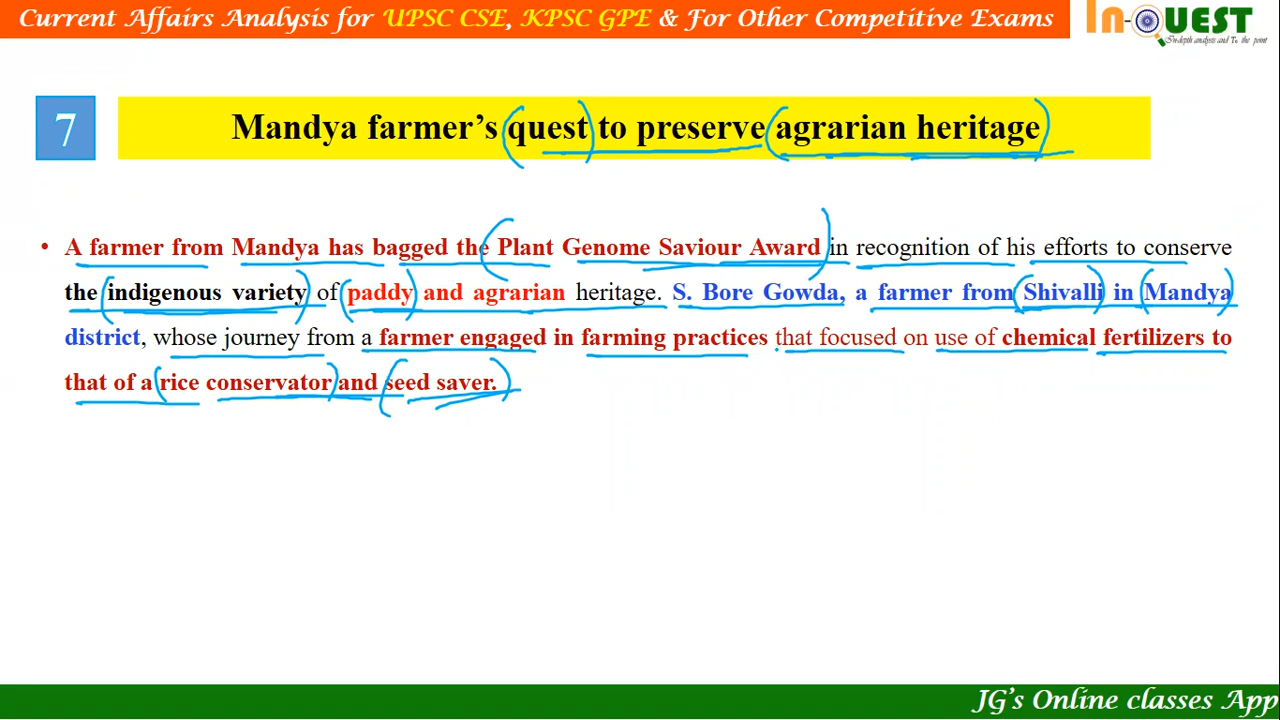 Current Affairs Analysis for UPSC CSE, KPSC GPE & For Other Competitive Exams
In-QUEST
In-depth analysis and To the point
7
Mandya farmer's quest to preserve agrarian heritage
• A farmer from Mandya has bagged the Plant Genome Saviour Award in recognition of his efforts to conserve
the indigenous variety of paddy and agrarian heritage. S. Bore Gowda, a farmer from Shivalli in Mandya
district, whose journey from a farmer engaged in farming practices that focused on use of chemical fertilizers to
that of a rice conservator and seed saver.
JG's Online classes App